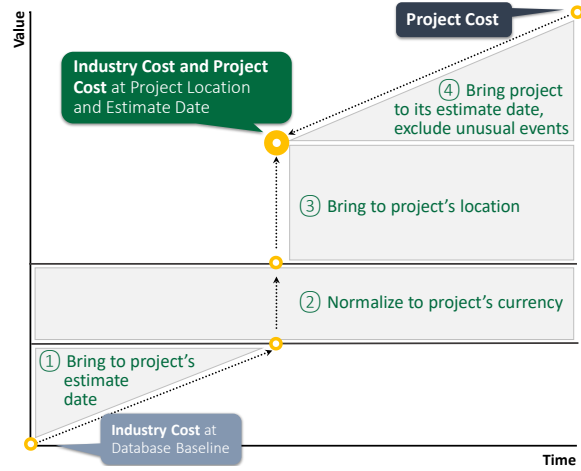 Value
Project Cost
Industry Cost and Project
Cost at Project Location
and Estimate Date
④ Bring project
to its estimate date,
exclude unusual events
③ Bring to project's location
② Normalize to project's currency
① Bring to project's
estimate
date
Industry Cost at
Database Baseline
Time